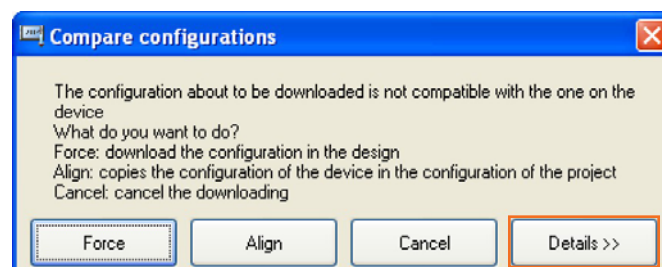 Compare configurations
The configuration about to be downloaded is not compatible with the one on the
device
What do you want to do?
Force: download the configuration in the design
Align: copies the configuration of the device in the configuration of the project
Cancel: cancel the downloading
Force Align Cancel Details >>